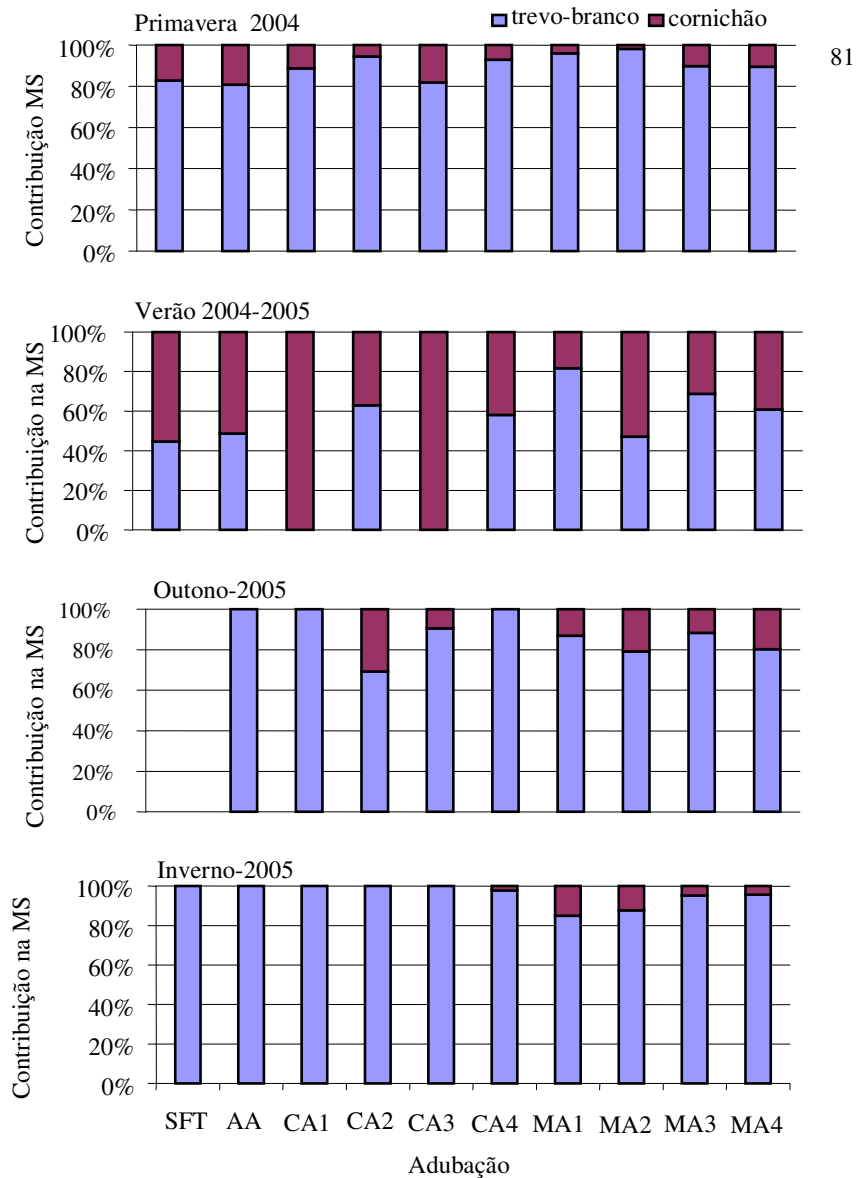 Primavera 2004
trevo-branco cornichão
81
Contribuição MS
100%
80%
60%
40%
20%
0%
Verão 2004-2005
Contribuição na MS
100%
80%
60%
40%
20%
0%
Outono-2005
Contribuição na MS
100%
80%
60%
40%
20%
0%
Inverno-2005
Contribuição na MS
100%
80%
60%
40%
20%
0%
SFT AA CA1 CA2 CA3 CA4 MA1 MA2 MA3 MA4
Adubação